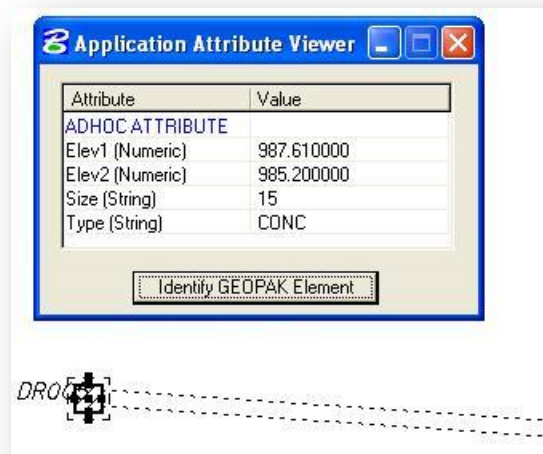 Application Attribute Viewer
Attribute Value
ADHOC ATTRIBUTE
Elev1 (Numeric) 987.610000
Elev2 (Numeric) 985.200000
Size (String) 15
Type (String) CONC
Identify GEOPAK Element